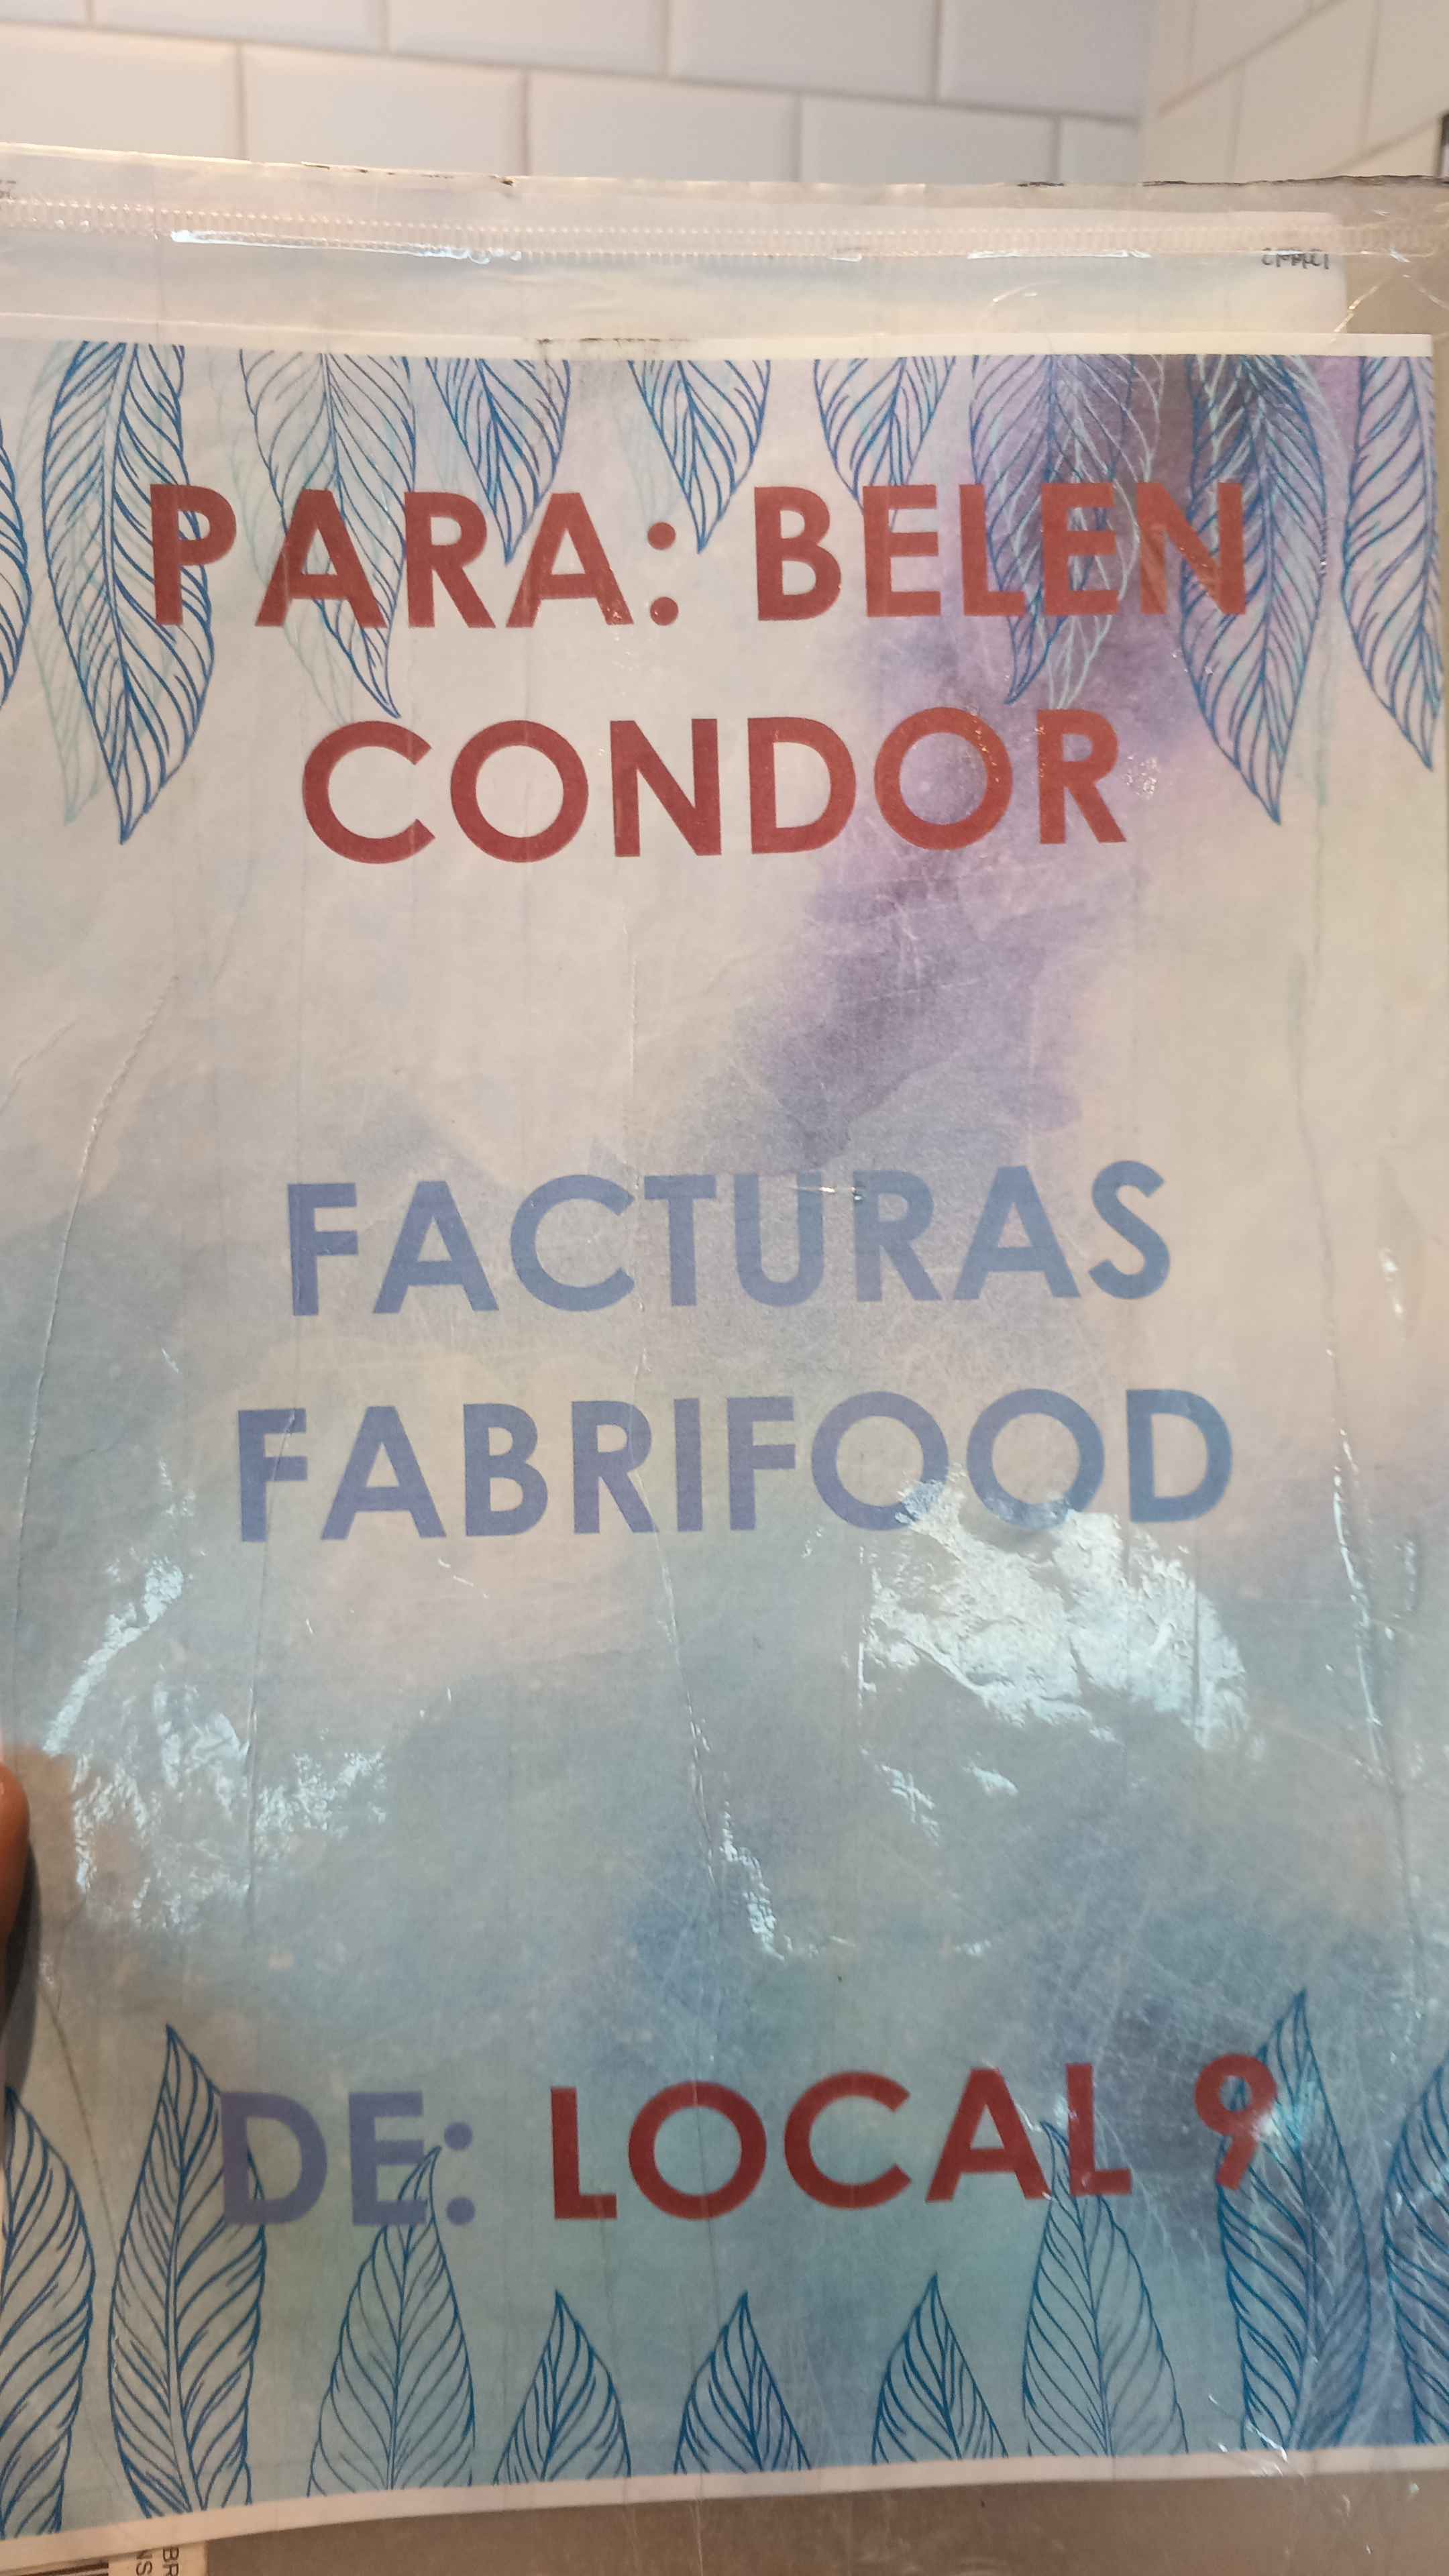 PARA: BELEN
CONDOR
FACTURAS
FABRIFOOD
DE: LOCAL 9